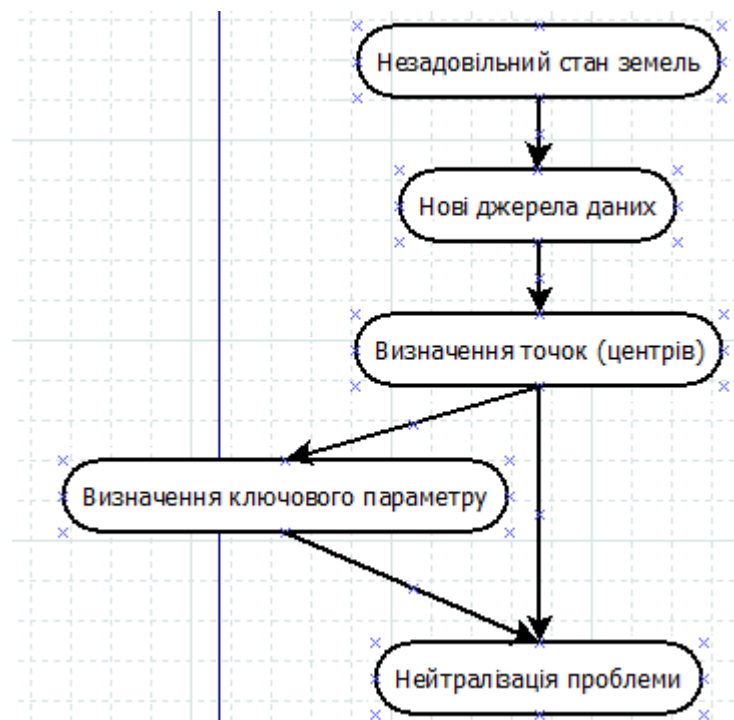 Незадовільний стан земель
Нові джерела даних
Визначення точок (центрів)
Визначення ключового параметру
Нейтралізація проблеми